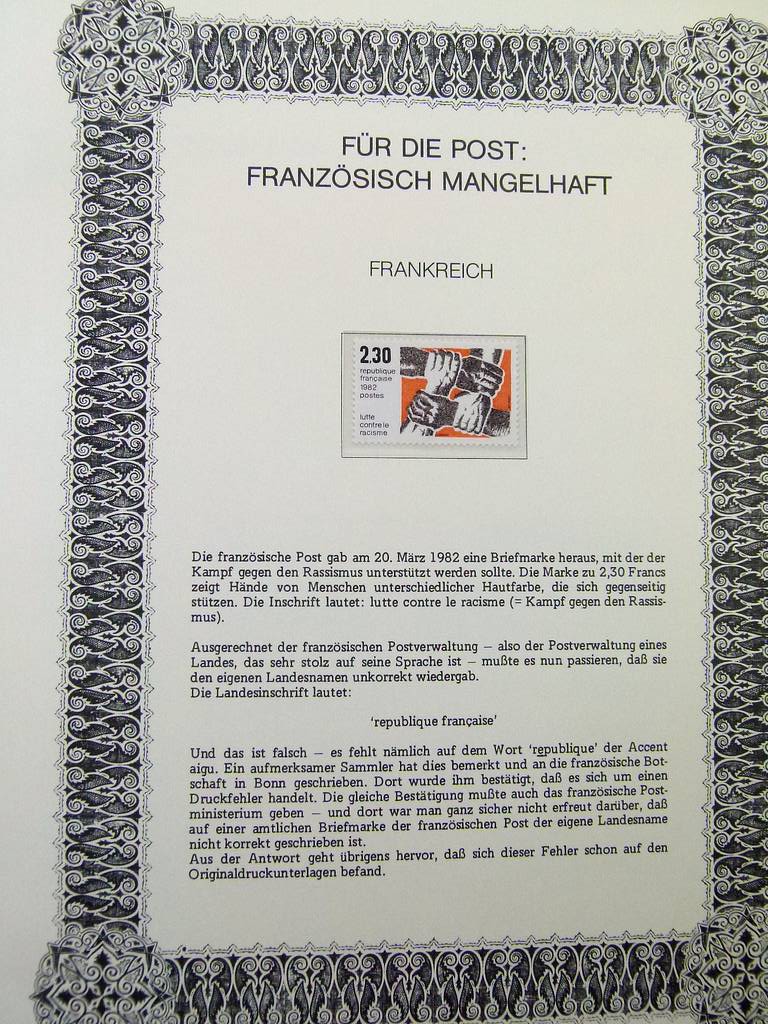 FÜR DIE POST:
FRANZÖSISCH MANGELHAFT
FRANKREICH
2.30
republique
française
1982
postes
lutte
contre le
racisme
Die französische Post gab am 20. März 1982 eine Briefmarke heraus, mit der der
Kampf gegen den Rassismus unterstützt werden sollte. Die Marke zu 2,30 Francs
zeigt Hände von Menschen unterschiedlicher Hautfarbe, die sich gegenseitig
stützen. Die Inschrift lautet: lutte contre le racisme (= Kampf gegen den Rassis-
mus).
Ausgerechnet der französischen Postverwaltung – also der Postverwaltung eines
Landes, das sehr stolz auf seine Sprache ist – mußte es nun passieren, daß sie
den eigenen Landesnamen unkorrekt wiedergab.
Die Landesinschrift lautet:
‘republique française’
Und das ist falsch – es fehlt nämlich auf dem Wort ‘republique’ der Accent
aigu. Ein aufmerksamer Sammler hat dies bemerkt und an die französische Bot-
schaft in Bonn geschrieben. Dort wurde ihm bestätigt, daß es sich um einen
Druckfehler handelt. Die gleiche Bestätigung mußte auch das französische Post-
ministerium geben – und dort war man ganz sicher nicht erfreut darüber, daß
auf einer amtlichen Briefmarke der französischen Post der eigene Landesname
nicht korrekt geschrieben ist.
Aus der Antwort geht übrigens hervor, daß sich dieser Fehler schon auf den
Originaldruckunterlagen befand.